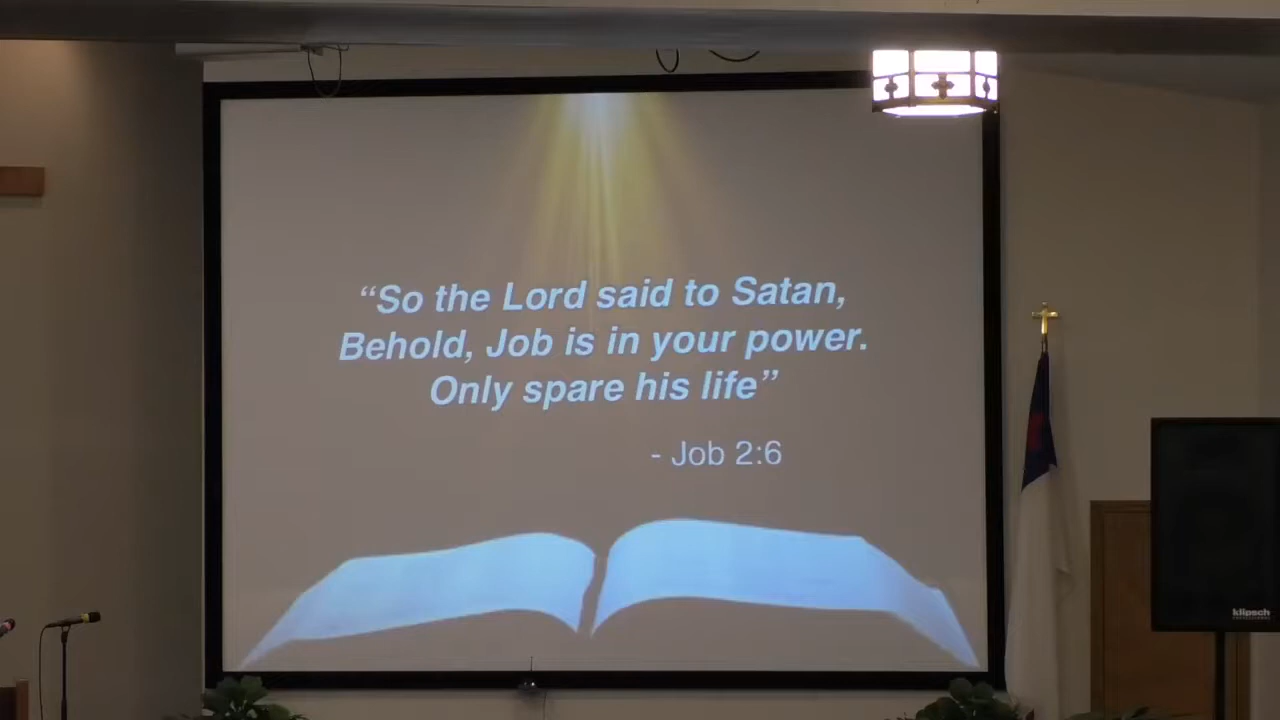 “So the Lord said to Satan,
Behold, Job is in your power.
Only spare his life”
- Job 2:6
klipsch